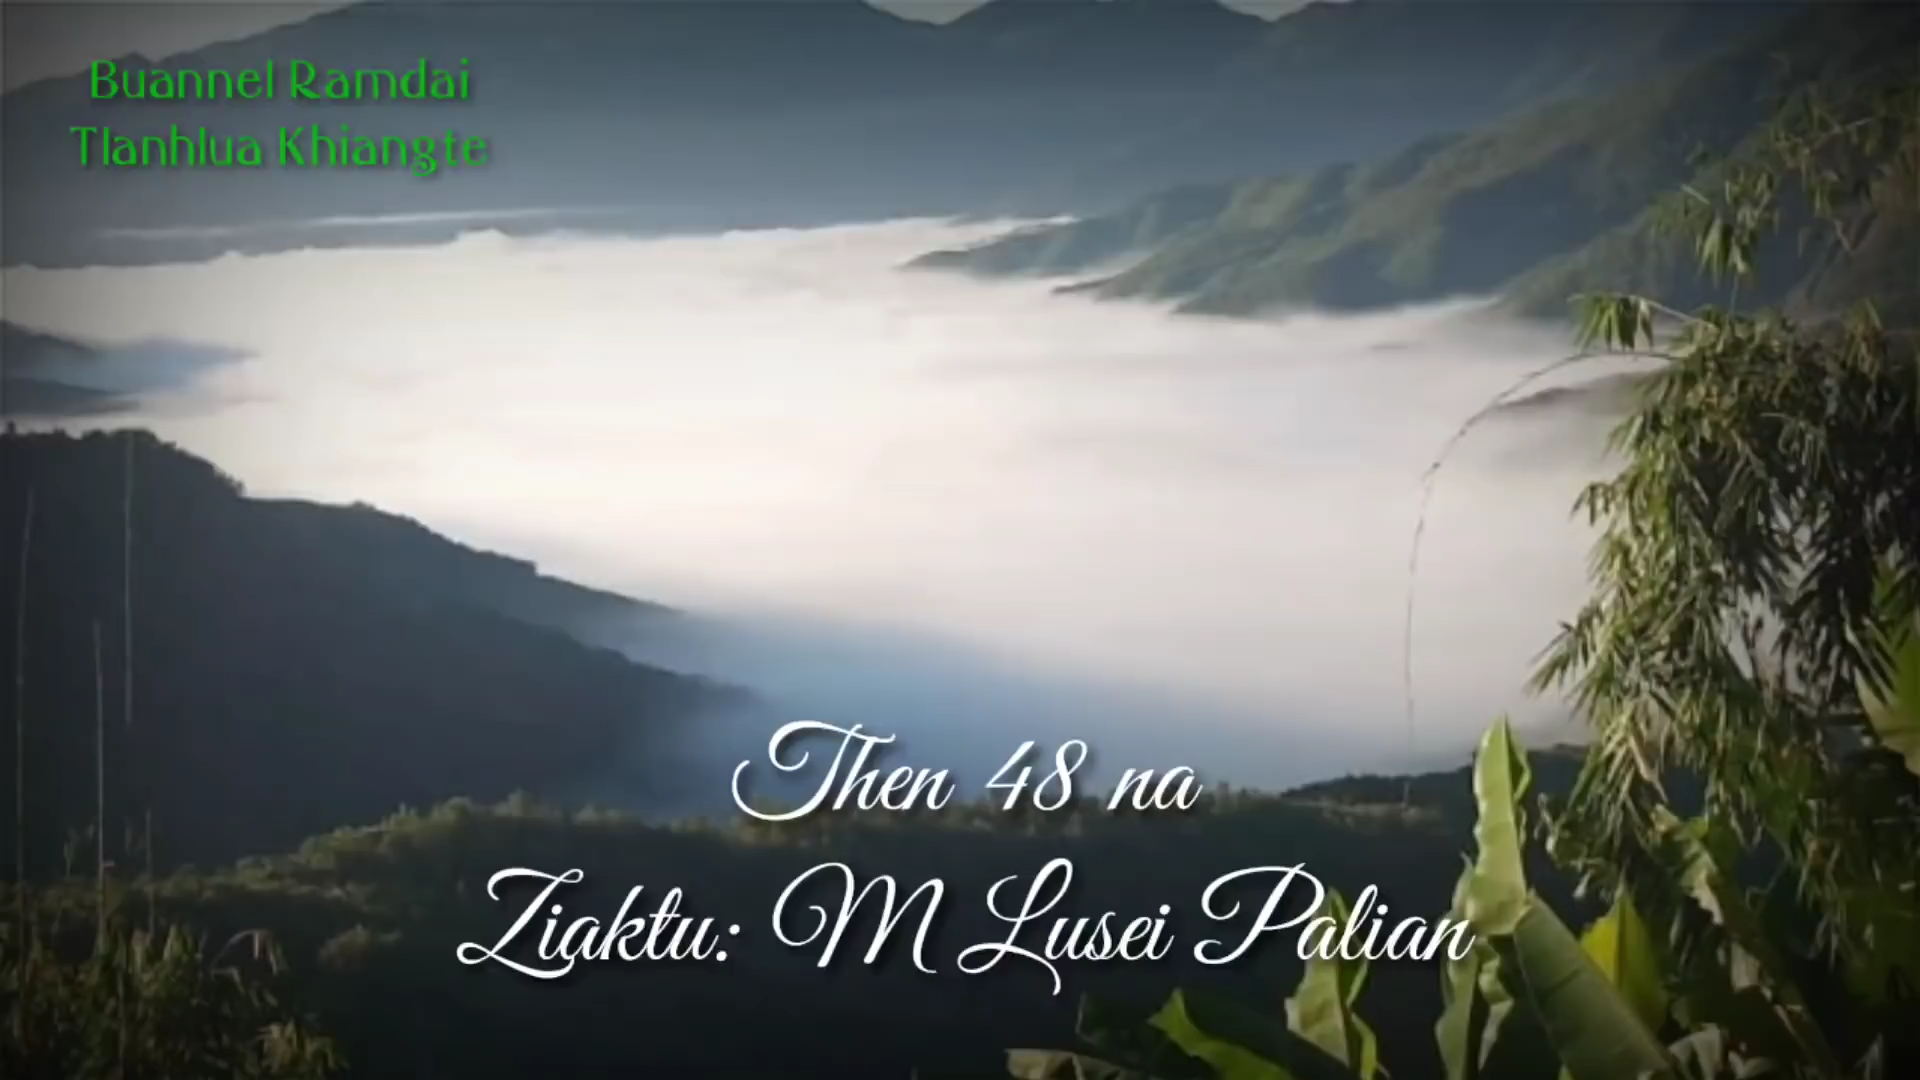 Buannel Ramdai
Tlanhlua Khiangte
Then 48 na
Ziaktu: M Lusei Palian